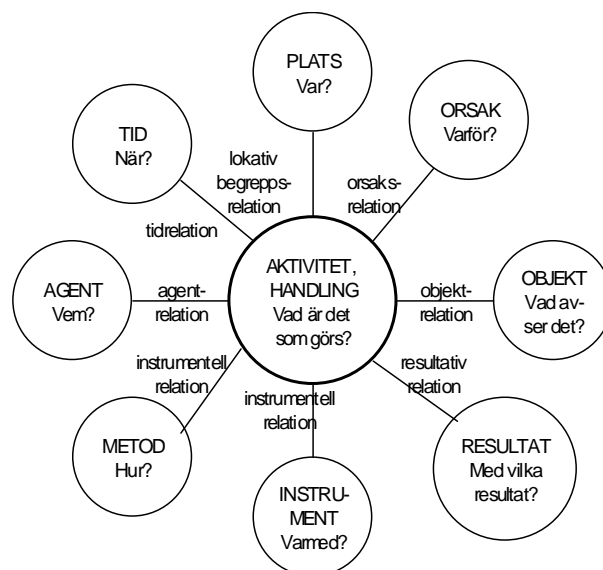 PLATS
Var?
ORSAK
Varför?
TID
När?
lokativ
begrepps-
relation
orsaks-
relation
tidrelation
AGENT
Vem?
agent-
relation
AKTIVITET,
HANDLING
Vad är det
som görs?
objekt-
relation
OBJEKT
Vad av-
ser det?
instrumentell
relation
instrumentell
relation
resultativ
relation
METOD
Hur?
INSTRU-
MENT
Varmed?
RESULTAT
Med vilka
resultat?